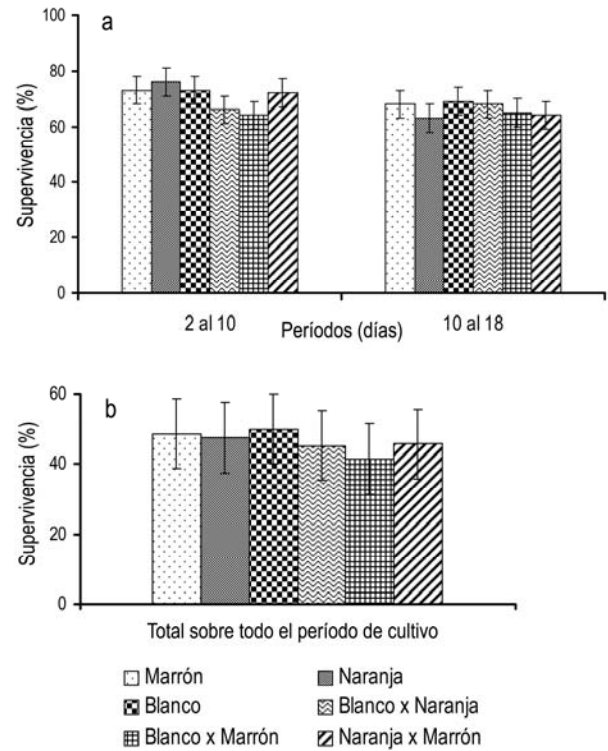 a
Supervivencia (%)
100
80
60
40
20
0
2 al 10
Períodos (días)
10 al 18
b
Supervivencia (%)
60
40
20
0
Total sobre todo el período de cultivo
Marrón
Naranja
Blanco
Blanco x Naranja
Blanco x Marrón
Naranja x Marrón